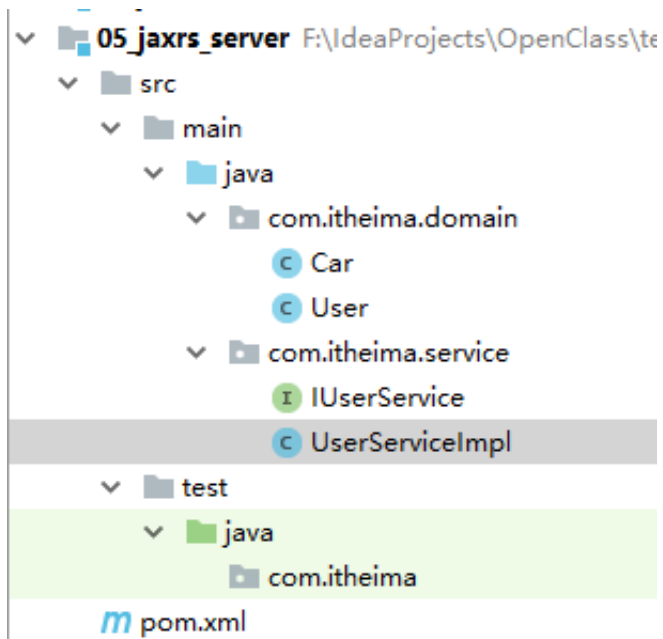 05_jaxrs_server F:\IdeaProjects\OpenClass\te
src
main
java
com.itheima.domain
C Car
C User
com.itheima.service
I IUserService
C UserServiceImpl
test
java
com.itheima
m pom.xml